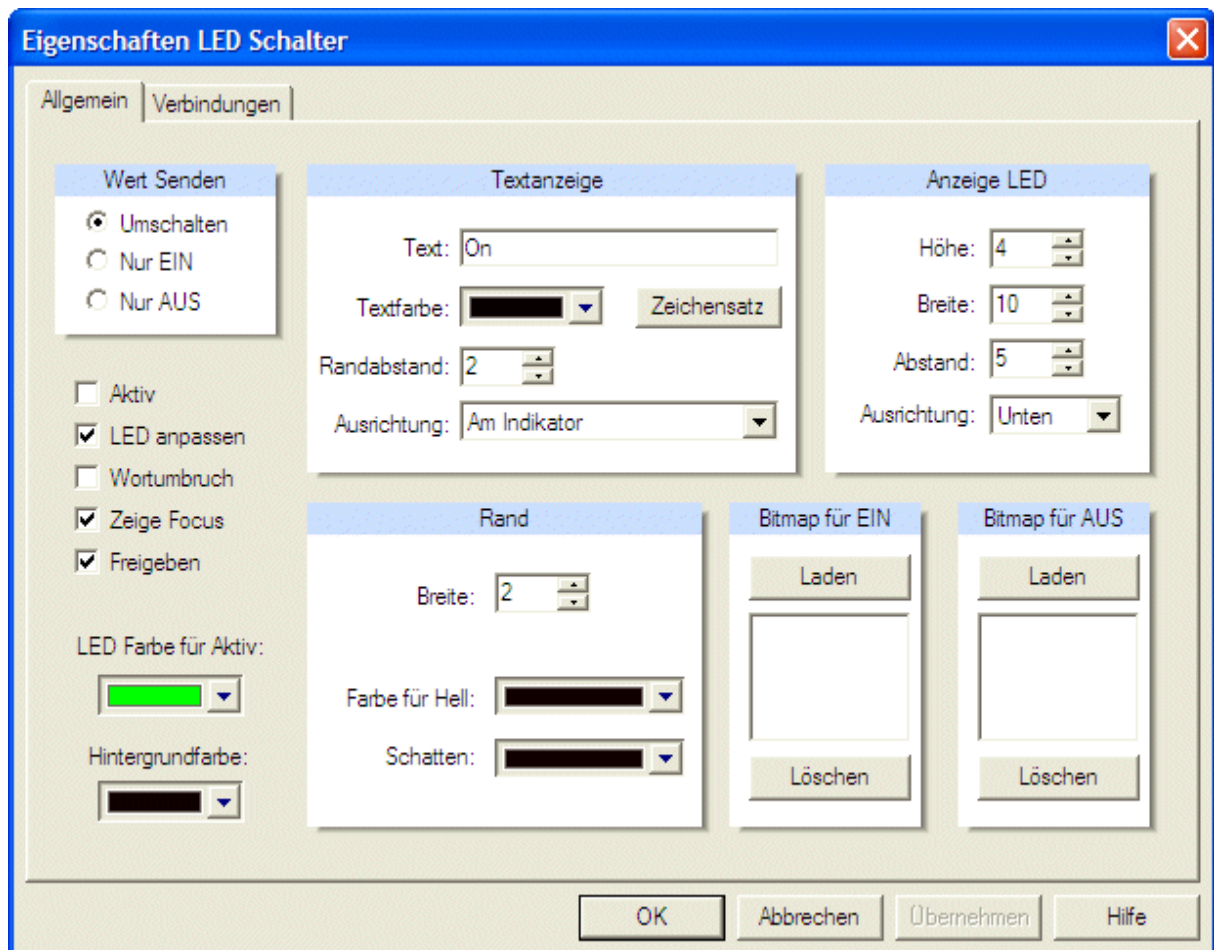 Eigenschaften LED Schalter
Allgemein
Verbindungen
Wert Senden
Umschalten
Nur EIN
Nur AUS
Aktiv
LED anpassen
Wortumbruch
Zeige Focus
Freigeben
LED Farbe für Aktiv:
Hintergrundfarbe:
Textanzeige
Text: On
Textfarbe:
Zeichensatz
Randabstand: 2
Ausrichtung: Am Indikator
Anzeige LED
Höhe: 4
Breite: 10
Abstand: 5
Ausrichtung: Unten
Rand
Breite: 2
Farbe für Hell:
Schatten:
Bitmap für EIN
Laden
Löschen
Bitmap für AUS
Laden
Löschen
OK
Abbrechen
Übernehmen
Hilfe